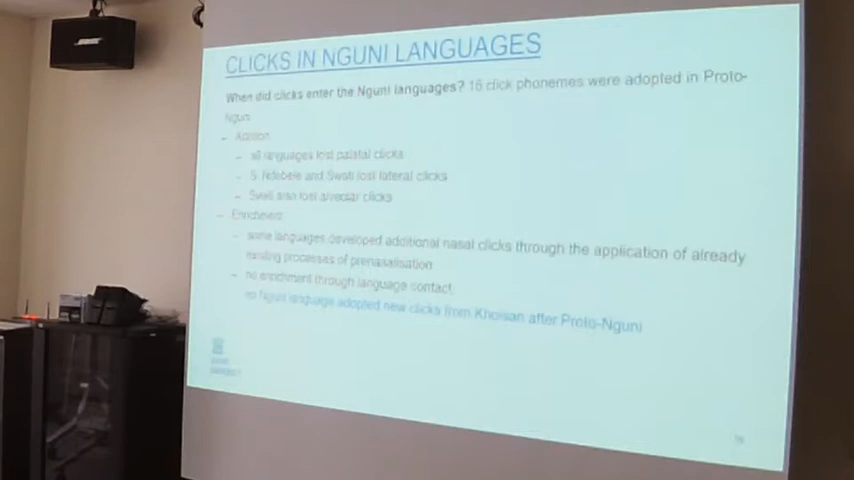 CLICKS IN NGUNI LANGUAGES
When did clicks enter the Nguni languages? 16 click phonemes were adopted in Proto-
Nguni
– Attrition
– all languages lost palatal clicks
– S. Ndebele and Swati lost lateral clicks
– Swati also lost alveolar clicks
– Enrichment
– some languages developed additional nasal clicks through the application of already
existing processes of prenasalisation
– no enrichment through language contact
no Nguni language adopted new clicks from Khoisan after Proto-Nguni